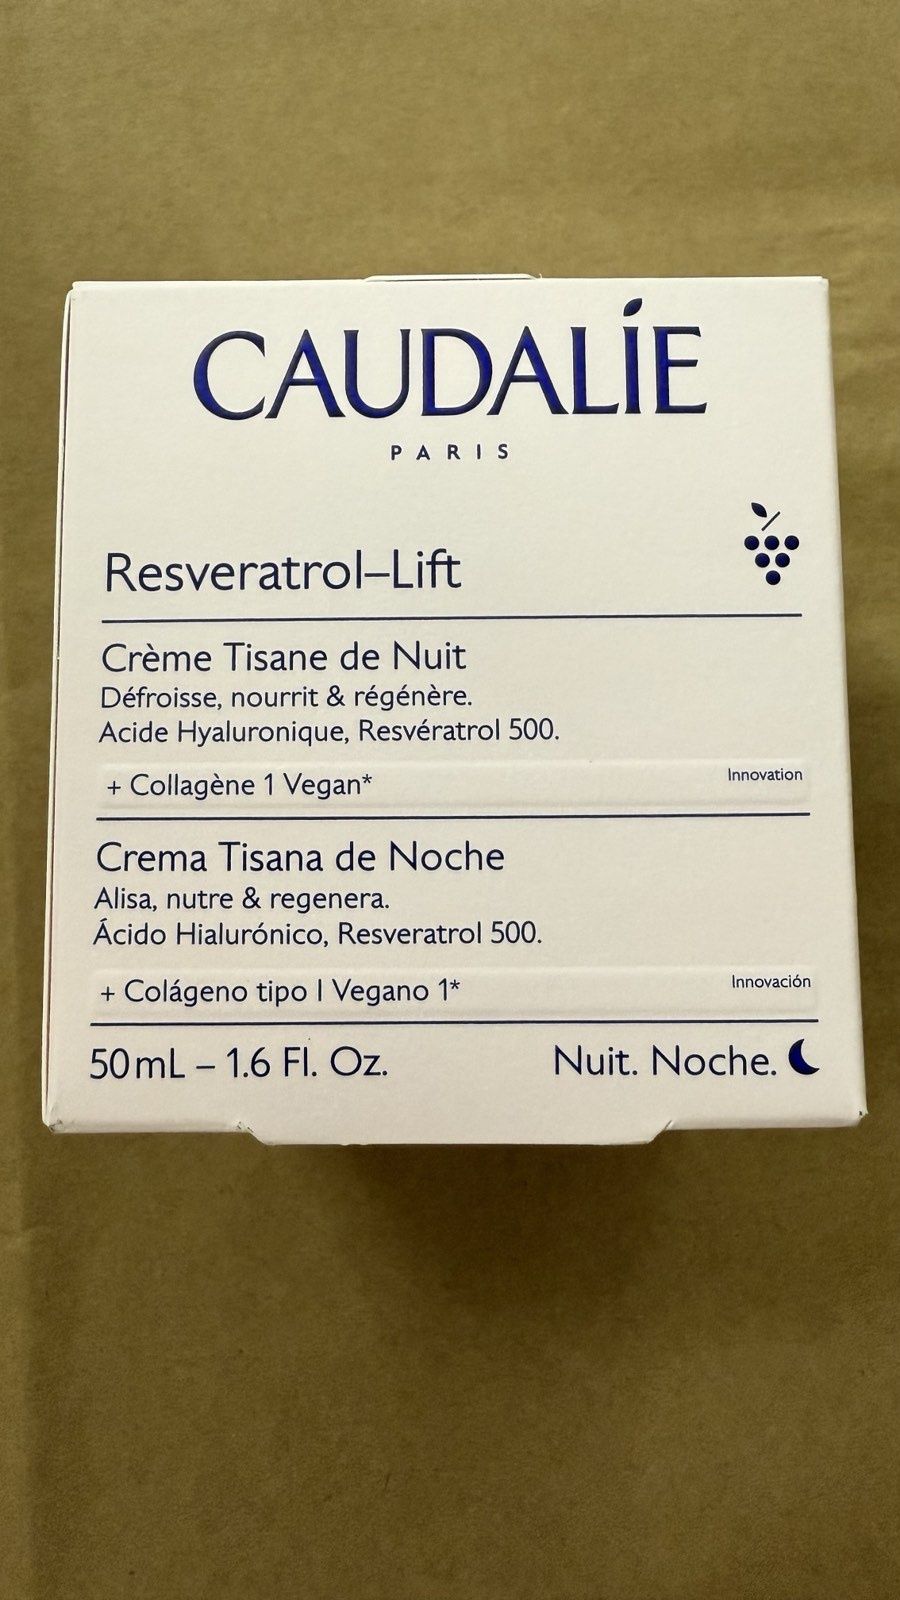 CAUDALÍE
PARIS
Resveratrol–Lift
Crème Tisane de Nuit
Défroisse, nourrit & régénère.
Acide Hyaluronique, Resvératrol 500.
+ Collagène 1 Vegan* Innovation
Crema Tisana de Noche
Alisa, nutre & regenera.
Ácido Hialurónico, Resveratrol 500.
+ Colágeno tipo I Vegano 1* Innovación
50 mL – 1.6 Fl. Oz. Nuit. Noche.